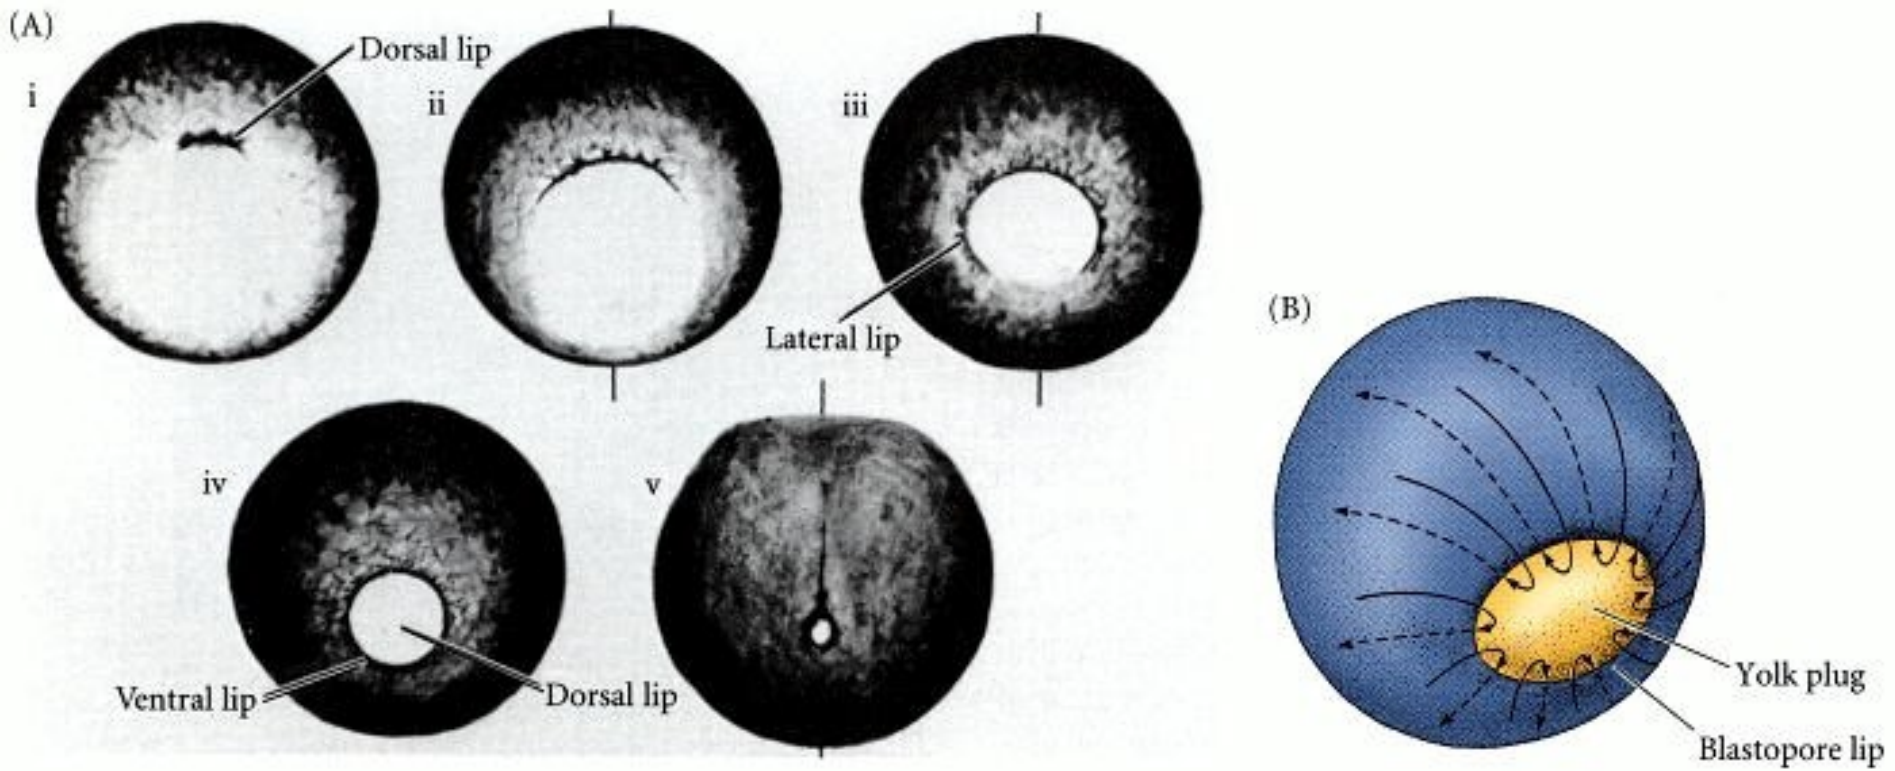 (A)
i
Dorsal lip
ii
iii
Lateral lip
iv
Ventral lip
Dorsal lip
v
(B)
Yolk plug
Blastopore lip